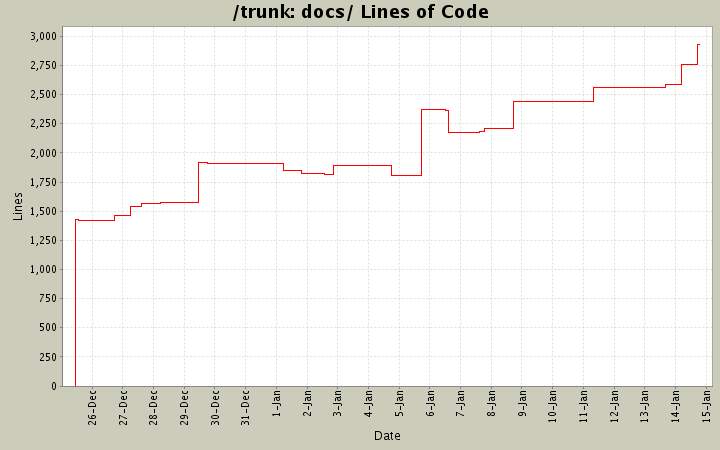 /trunk: docs/ Lines of Code
Lines
3,000
2,750
2,500
2,250
2,000
1,750
1,500
1,250
1,000
750
500
250
0
26-Dec
27-Dec
28-Dec
29-Dec
30-Dec
31-Dec
1-Jan
2-Jan
3-Jan
4-Jan
5-Jan
6-Jan
7-Jan
8-Jan
9-Jan
10-Jan
11-Jan
12-Jan
13-Jan
14-Jan
15-Jan
Date